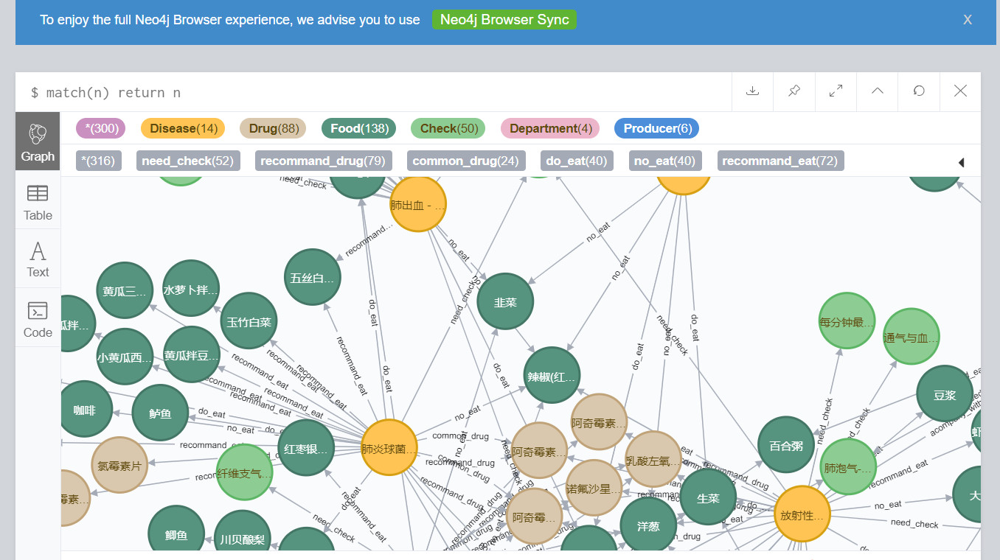 To enjoy the full Neo4j Browser experience, we advise you to use Neo4j Browser Sync X
$ match(n) return n
*(300) Disease(14) Drug(88) Food(138) Check(50) Department(4) Producer(6)
*(316) need_check(52) recommand_drug(79) common_drug(24) do_eat(40) no_eat(40) recommand_eat(72)
Graph
Table
Text
Code
need_check
肺出血 - ...
recommand...
no_eat
no_eat
no_eat
五丝白...
黄瓜三...
水萝卜拌...
韭菜
玉竹白菜
do_eat
need_check
need_check
do_eat
每分钟最...
通气与血...
瓜拌...
小黄瓜西...
黄瓜拌豆...
recommand_eat
recommand_eat
recommand_eat
recommand_eat
recommand_eat
recommand_eat
do_eat
no_eat
do_eat
do_eat
辣椒(红...
豆浆
咖啡
鲈鱼
do_eat
no_eat
no_eat
no_eat
need_check
阿奇霉素...
common_drug
红枣银...
肺炎球菌...
阿奇霉素...
百合粥
氯霉素片
recommand
纤维支气...
recommand_drug
common_drug
need_check
乳酸左氧...
recommand_drug
肺泡气-...
recommand_eat
霉素...
do_eat
recommand_eat
recommand_drug
诺氟沙星...
生菜
no_eat
大
阿奇霉...
放射性...
洋葱
need_check
need_check
鲫鱼
川贝酿梨